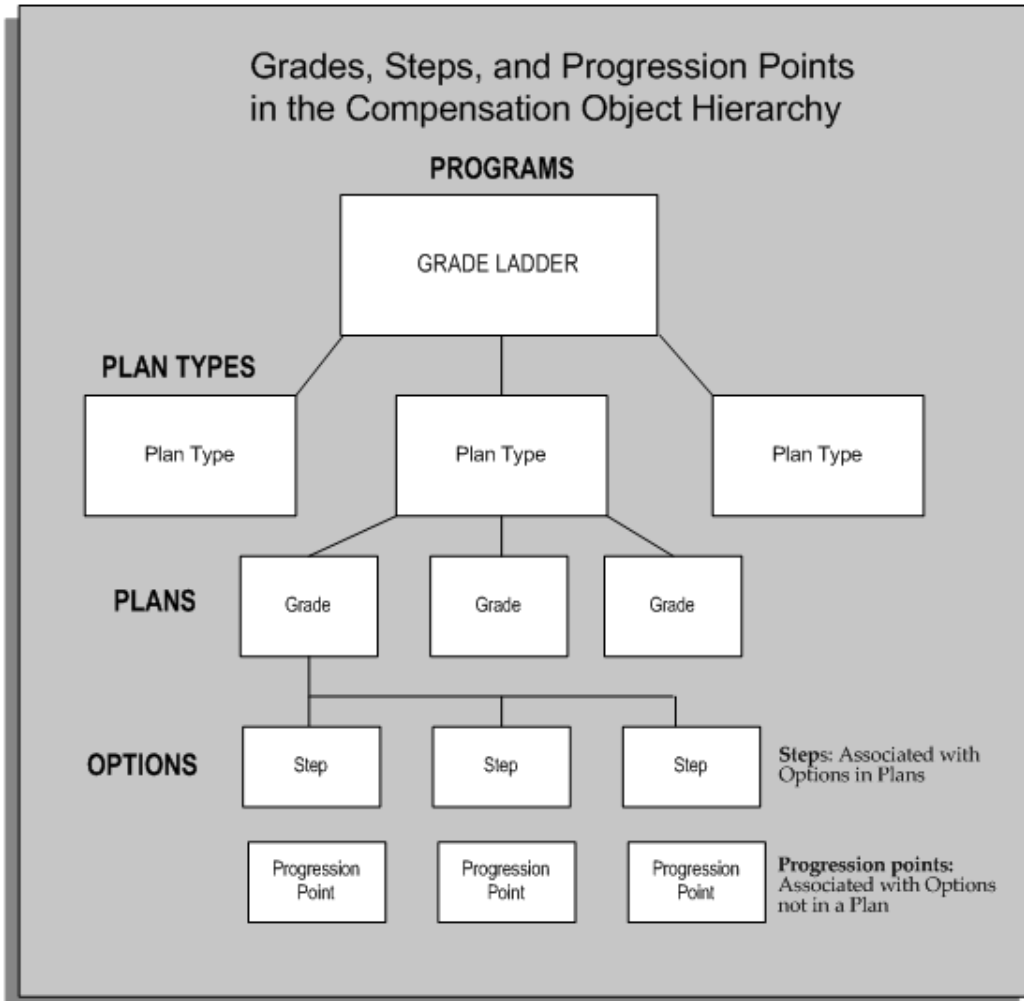 Grades, Steps, and Progression Points
in the Compensation Object Hierarchy
PROGRAMS
GRADE LADDER
PLAN TYPES
Plan Type
Plan Type
Plan Type
PLANS
Grade
Grade
Grade
OPTIONS
Step
Step
Step
Steps: Associated with
Options in Plans
Progression
Point
Progression
Point
Progression
Point
Progression points:
Associated with Options
not in a Plan